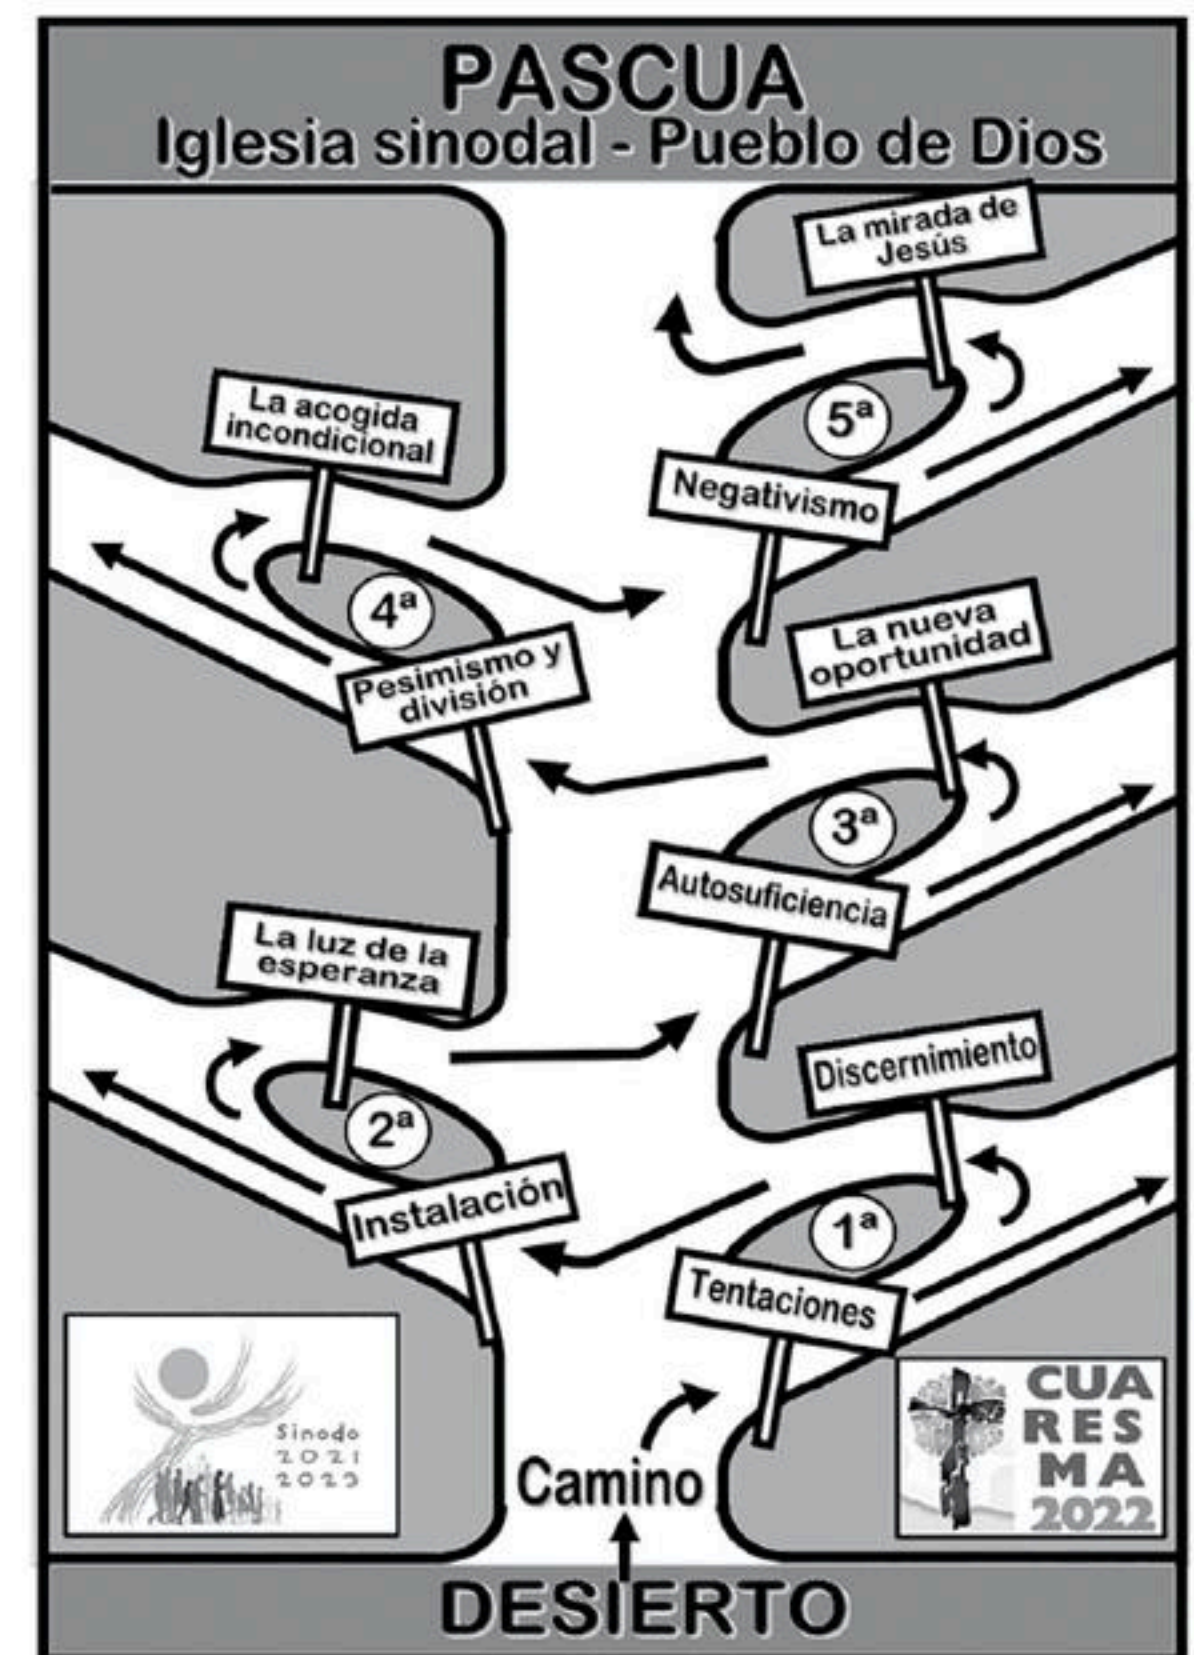 PASCUA
Iglesia sinodal - Pueblo de Dios
La mirada de
Jesús
5ª
Negativismo
La acogida
incondicional
4ª
Pesimismo y
división
La nueva
oportunidad
3ª
Autosuficiencia
La luz de la
esperanza
2ª
Instalación
Discernimiento
1ª
Tentaciones
Sinodo
2021
2023
CUA
RES
MA
2022
Camino
DESIERTO